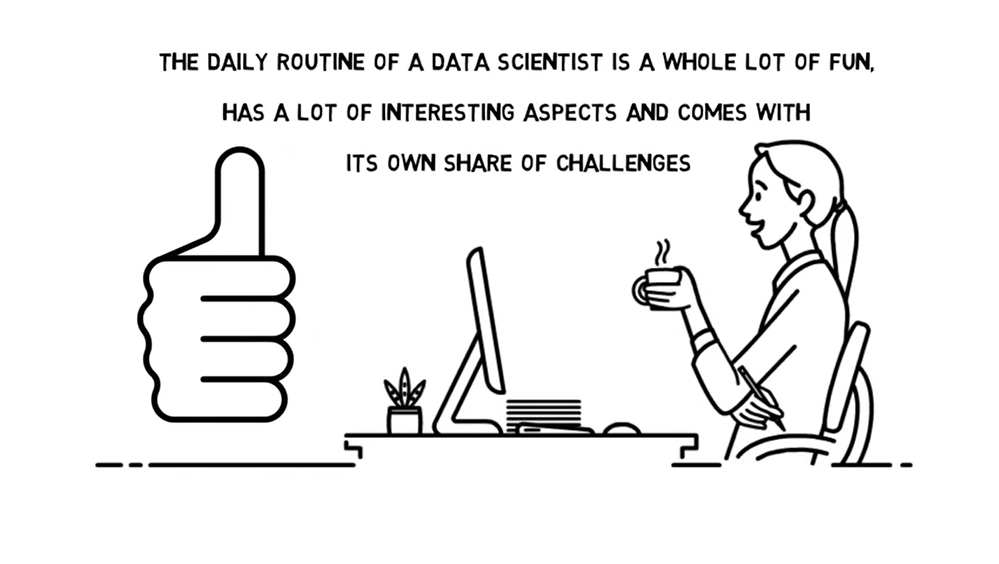 THE DAILY ROUTINE OF A DATA SCIENTIST IS A WHOLE LOT OF FUN,
HAS A LOT OF INTERESTING ASPECTS AND COMES WITH
ITS OWN SHARE OF CHALLENGES